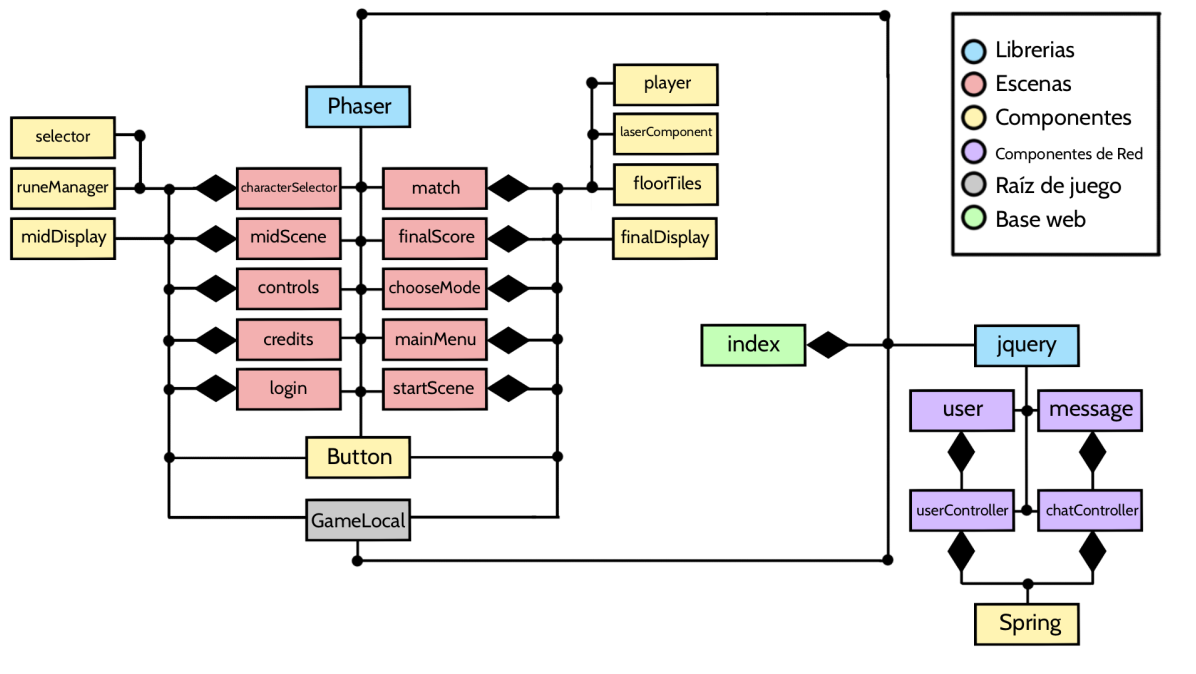 Phaser
selector
runeManager
midDisplay
characterSelector
midScene
controls
credits
login
match
finalScore
chooseMode
mainMenu
startScene
player
laserComponent
floorTiles
finalDisplay
Button
GameLocal
Librerias
Escenas
Componentes
Componentes de Red
Raíz de juego
Base web
index
jquery
user
message
userController
chatController
Spring